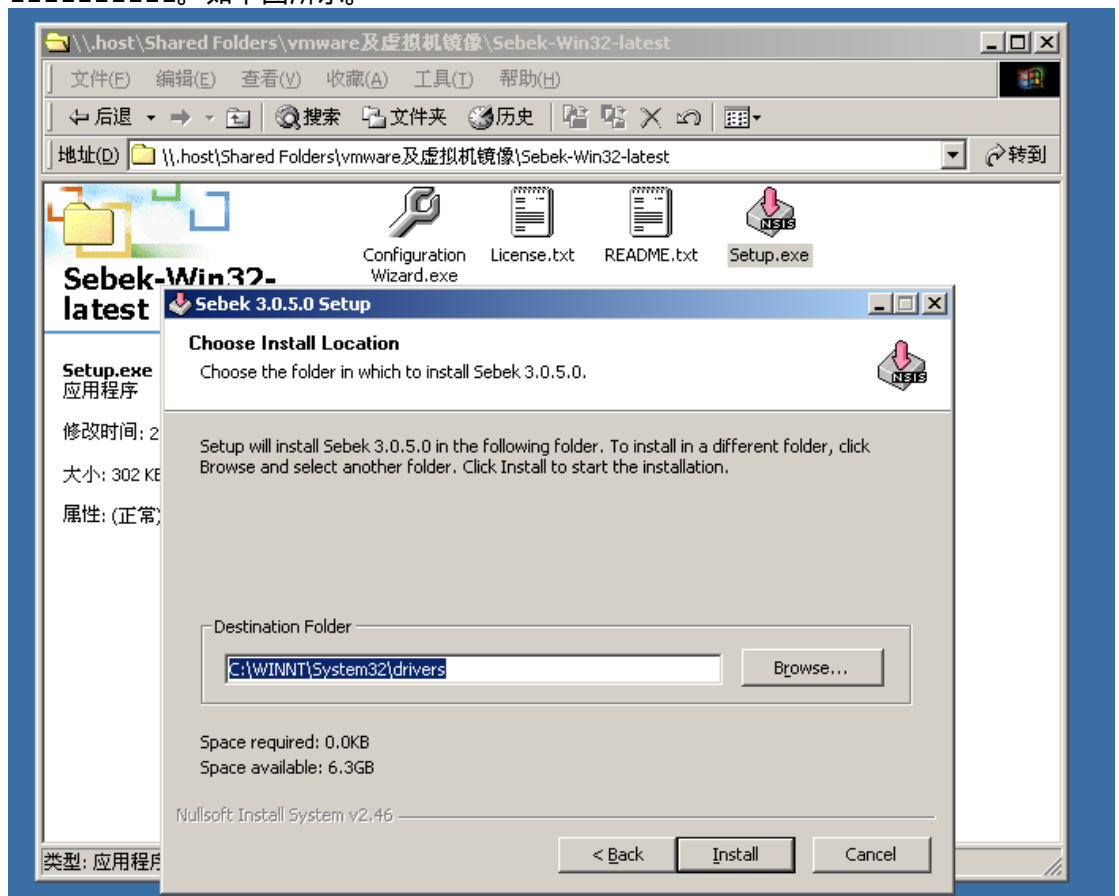 如下图所示。
\\.host\Shared Folders\vmware及虚拟机镜像\Sebek-Win32-latest
文件(F) 编辑(E) 查看(V) 收藏(A) 工具(T) 帮助(H)
后退 搜索 文件夹 历史
地址(D) \\.host\Shared Folders\vmware及虚拟机镜像\Sebek-Win32-latest 转到
Configuration Wizard.exe License.txt README.txt Setup.exe
Sebek-Win32-
latest
Sebek 3.0.5.0 Setup
Choose Install Location
Choose the folder in which to install Sebek 3.0.5.0.
NSIS
Setup.exe
应用程序
修改时间: 2
大小: 302 KB
属性: (正常)
Setup will install Sebek 3.0.5.0 in the following folder. To install in a different folder, click
Browse and select another folder. Click Install to start the installation.
Destination Folder
C:\WINNT\System32\drivers Browse...
Space required: 0.0KB
Space available: 6.3GB
Nullsoft Install System v2.46
< Back Install Cancel
类型: 应用程序